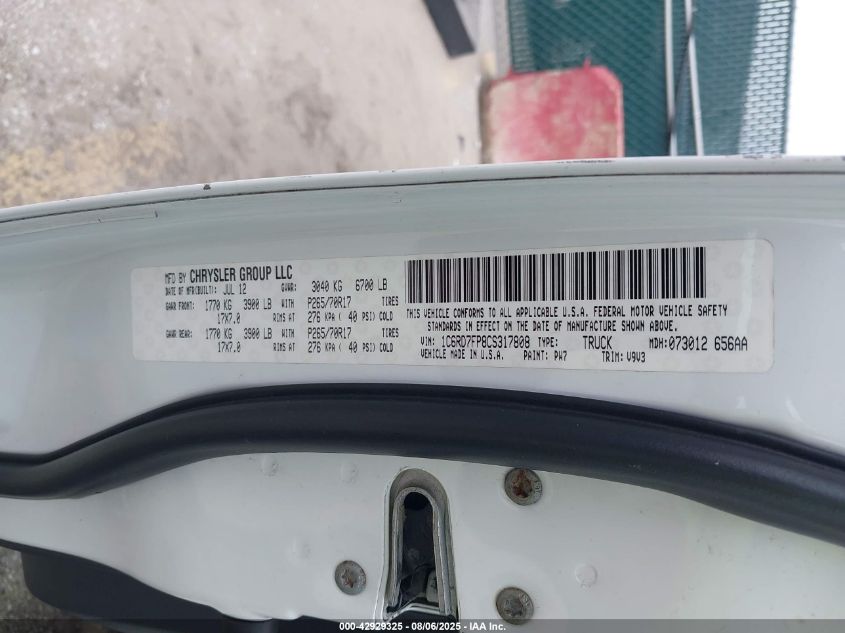 MFD BY CHRYSLER GROUP LLC
DATE OF MFR(BUILT): JUL 12 GVWR: 3040 KG 6700 LB
GAWR FRONT: 1770 KG 3900 LB WITH P265/70R17 TIRES
17X7.0 RIMS AT 276 KPA ( 40 PSI) COLD
GAWR REAR: 1770 KG 3900 LB WITH P265/70R17 TIRES
17X7.0 RIMS AT 276 KPA ( 40 PSI) COLD
THIS VEHICLE CONFORMS TO ALL APPLICABLE U.S.A. FEDERAL MOTOR VEHICLE SAFETY
STANDARDS IN EFFECT ON THE DATE OF MANUFACTURE SHOWN ABOVE.
VIN: 1C6RD7FP8CS317808 TYPE: TRUCK MDH: 073012 656AA
VEHICLE MADE IN U.S.A. PAINT: PW7 TRIM: V9V3
000-42929325 - 08/06/2025 - IAA Inc.